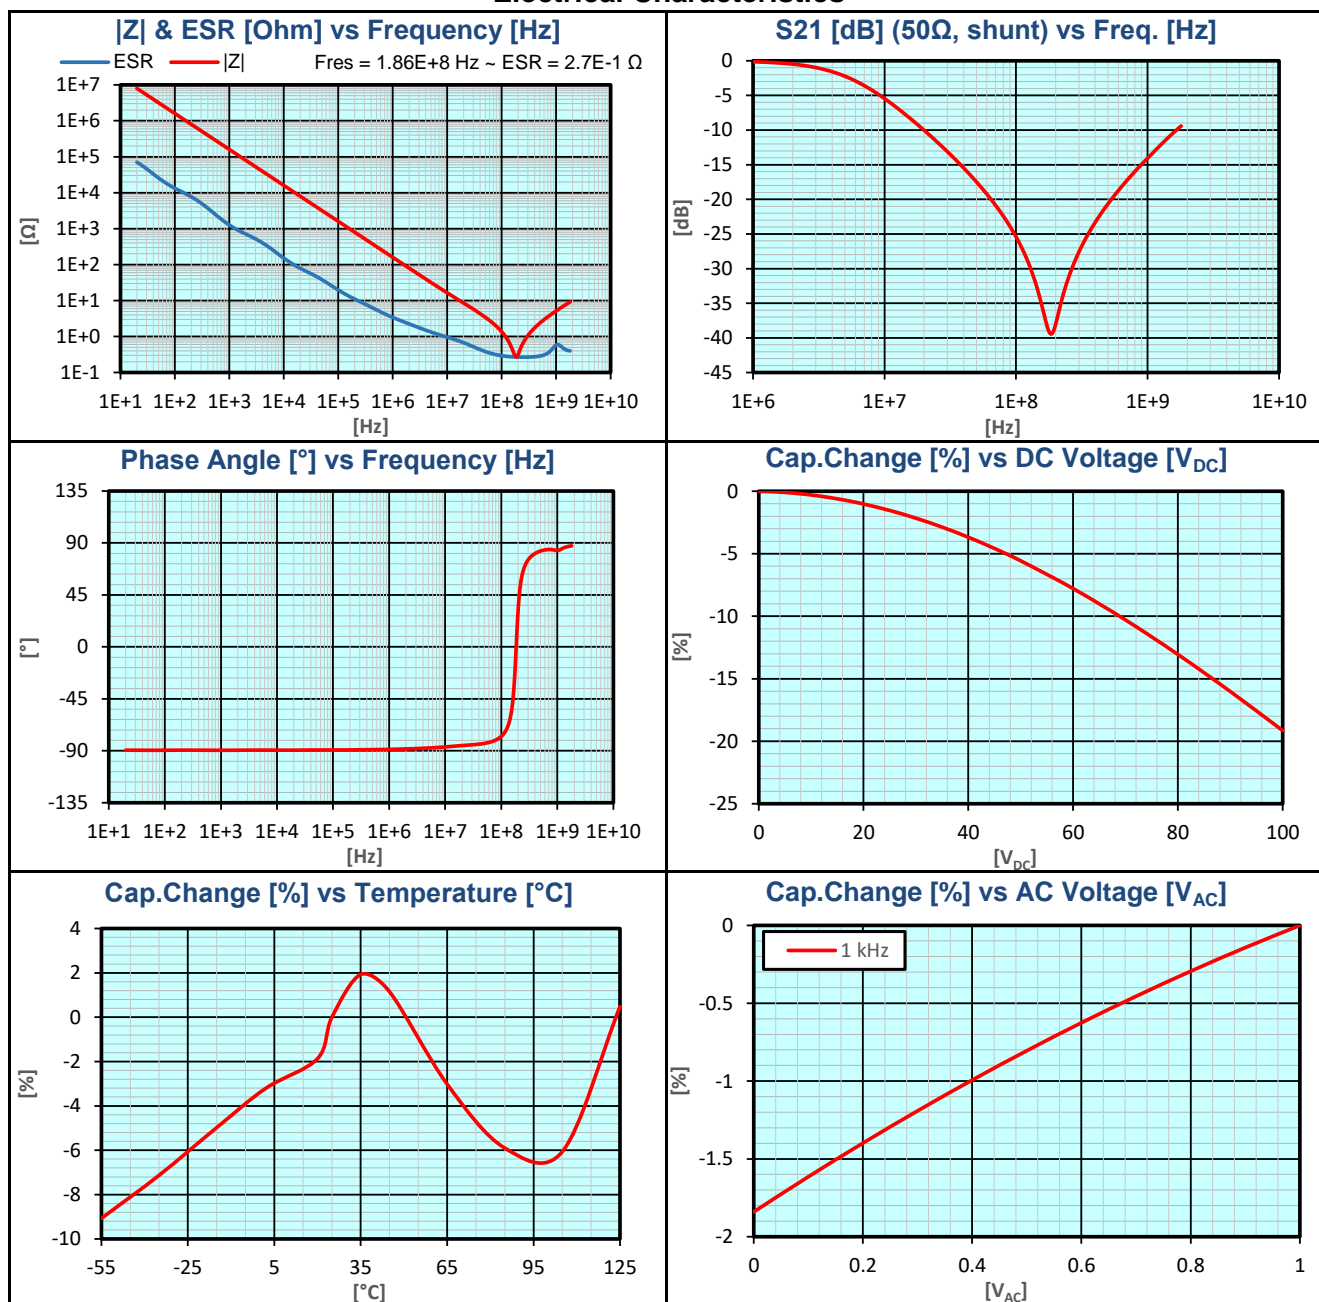 |Z| & ESR [Ohm] vs Frequency [Hz]
ESR |Z| Fres = 1.86E+8 Hz ~ ESR = 2.7E-1 Ω
1E+7
1E+6
1E+5
1E+4
1E+3
1E+2
1E+1
1E+0
1E-1
[Ω]
1E+1 1E+2 1E+3 1E+4 1E+5 1E+6 1E+7 1E+8 1E+9 1E+10
[Hz]
S21 [dB] (50Ω, shunt) vs Freq. [Hz]
0
-5
-10
-15
-20
-25
-30
-35
-40
-45
[dB]
1E+6 1E+7 1E+8 1E+9 1E+10
[Hz]
Phase Angle [°] vs Frequency [Hz]
135
90
45
0
-45
-90
-135
[°]
1E+1 1E+2 1E+3 1E+4 1E+5 1E+6 1E+7 1E+8 1E+9 1E+10
[Hz]
Cap.Change [%] vs DC Voltage [VDC]
0
-5
-10
-15
-20
-25
[%]
0 20 40 60 80 100
[VDC]
Cap.Change [%] vs Temperature [°C]
4
2
0
-2
-4
-6
-8
-10
[%]
-55 -25 5 35 65 95 125
[°C]
Cap.Change [%] vs AC Voltage [VAC]
1 kHz
0
-0.5
-1
-1.5
-2
[%]
0 0.2 0.4 0.6 0.8 1
[VAC]